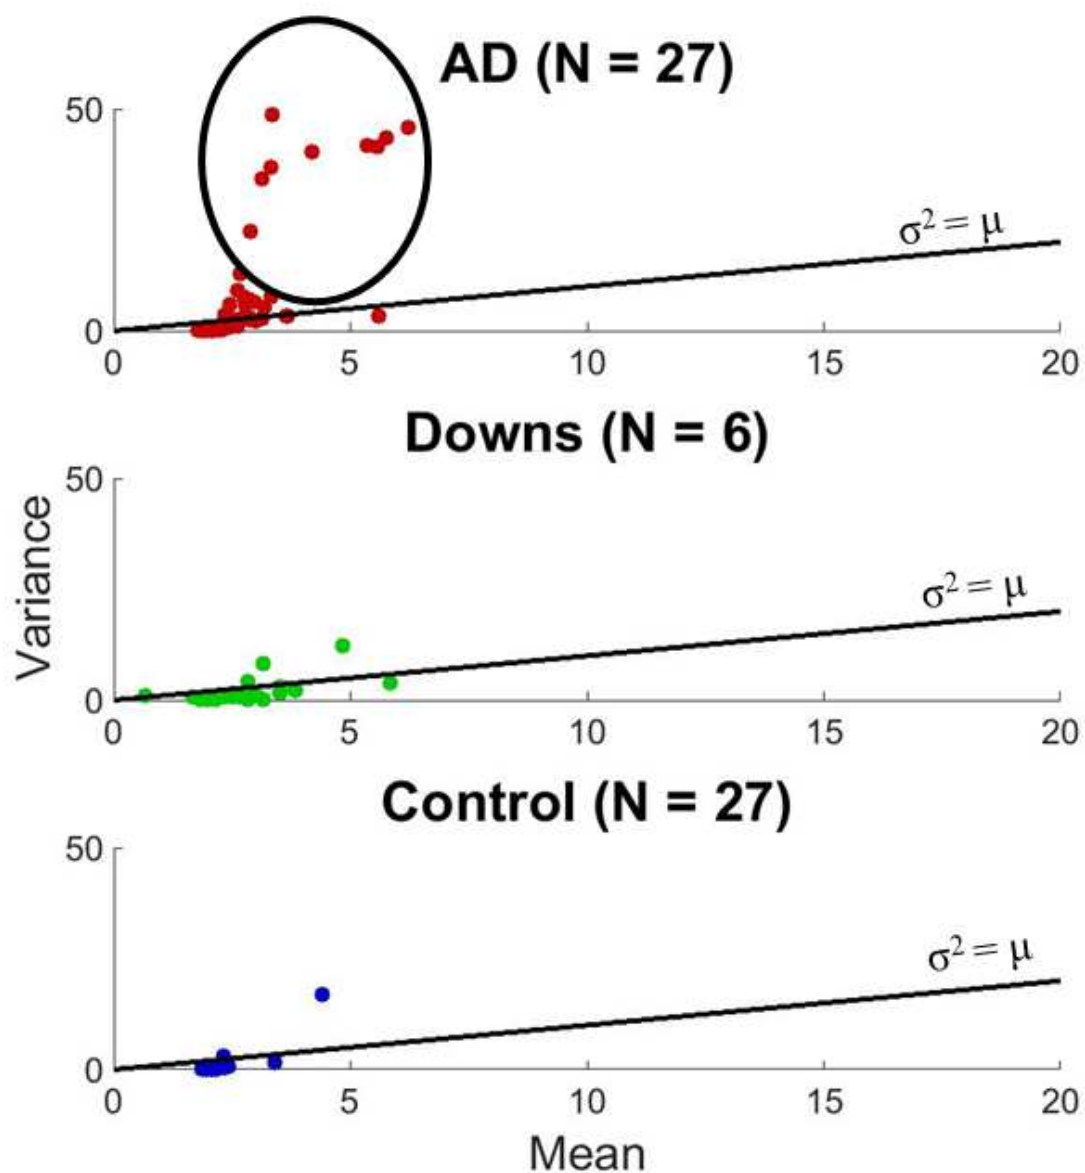 AD (N = 27)
50
σ² = μ
0
0 5 10 15 20
Downs (N = 6)
50
Variance
σ² = μ
0
0 5 10 15 20
Control (N = 27)
50
σ² = μ
0
0 5 10 15 20
Mean